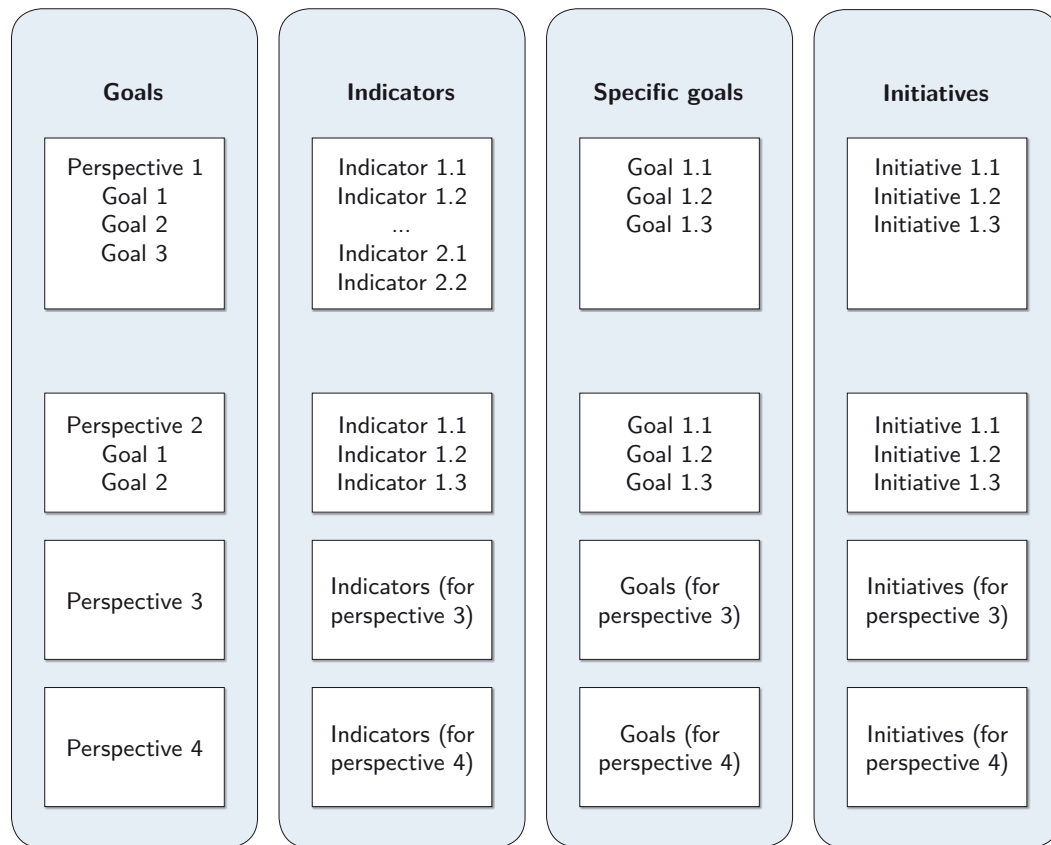 Goals
Perspective 1
Goal 1
Goal 2
Goal 3
Perspective 2
Goal 1
Goal 2
Perspective 3
Perspective 4
Indicators
Indicator 1.1
Indicator 1.2
...
Indicator 2.1
Indicator 2.2
Indicator 1.1
Indicator 1.2
Indicator 1.3
Indicators (for
perspective 3)
Indicators (for
perspective 4)
Specific goals
Goal 1.1
Goal 1.2
Goal 1.3
Goal 1.1
Goal 1.2
Goal 1.3
Goals (for
perspective 3)
Goals (for
perspective 4)
Initiatives
Initiative 1.1
Initiative 1.2
Initiative 1.3
Initiative 1.1
Initiative 1.2
Initiative 1.3
Initiatives (for
perspective 3)
Initiatives (for
perspective 4)